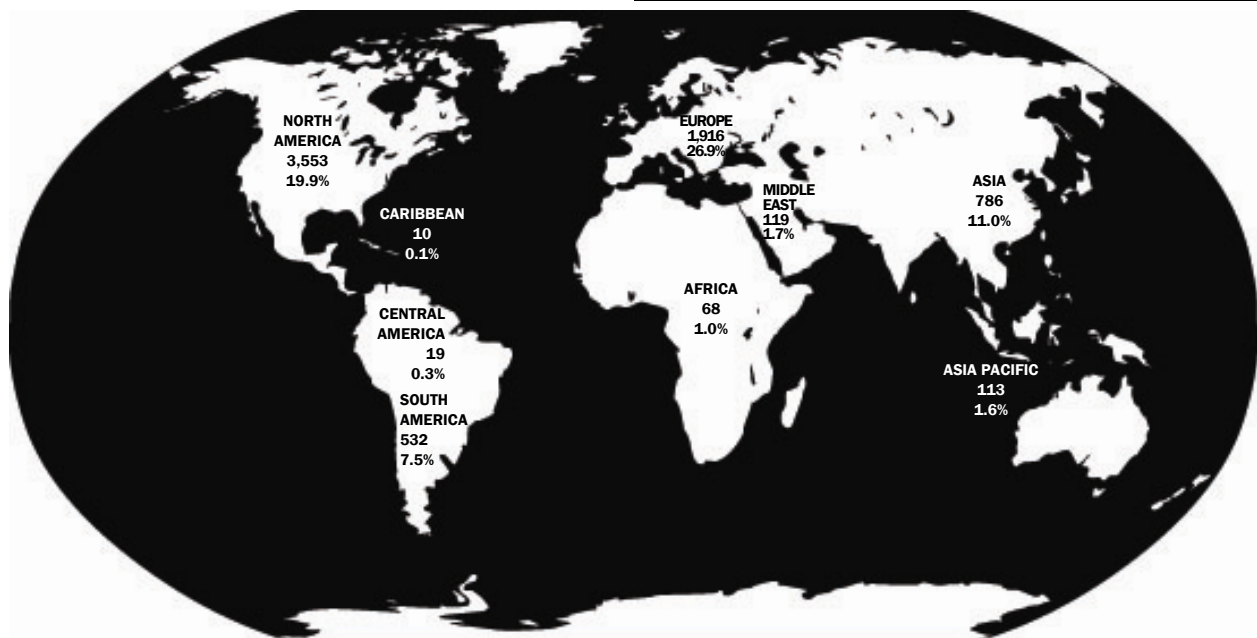 NORTH
AMERICA
3,553
19.9%
CARIBBEAN
10
0.1%
CENTRAL
AMERICA
19
0.3%
SOUTH
AMERICA
532
7.5%
EUROPE
1,916
26.9%
MIDDLE
EAST
119
1.7%
AFRICA
68
1.0%
ASIA
786
11.0%
ASIA PACIFIC
113
1.6%